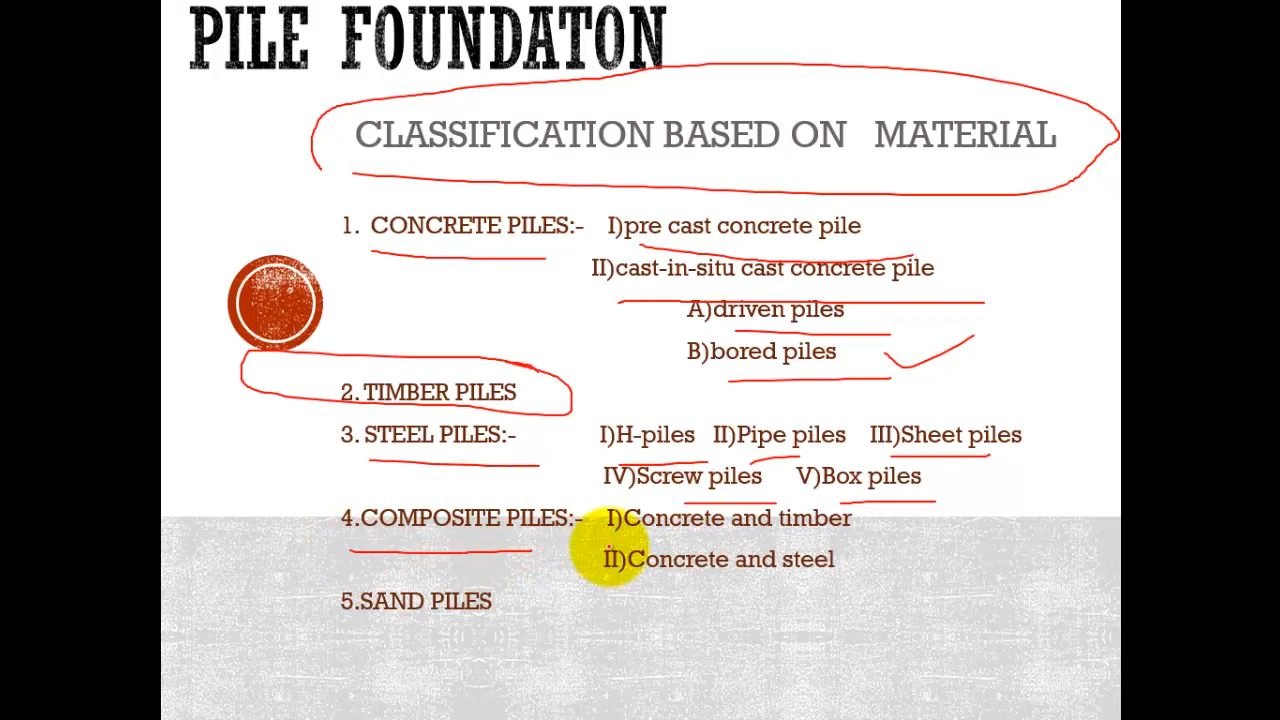 PILE FOUNDATON
CLASSIFICATION BASED ON MATERIAL
1. CONCRETE PILES:- I)pre cast concrete pile
II)cast-in-situ cast concrete pile
A)driven piles
B)bored piles
2. TIMBER PILES
3. STEEL PILES:- I)H-piles II)Pipe piles III)Sheet piles
IV)Screw piles V)Box piles
4.COMPOSITE PILES:- I)Concrete and timber
II)Concrete and steel
5.SAND PILES